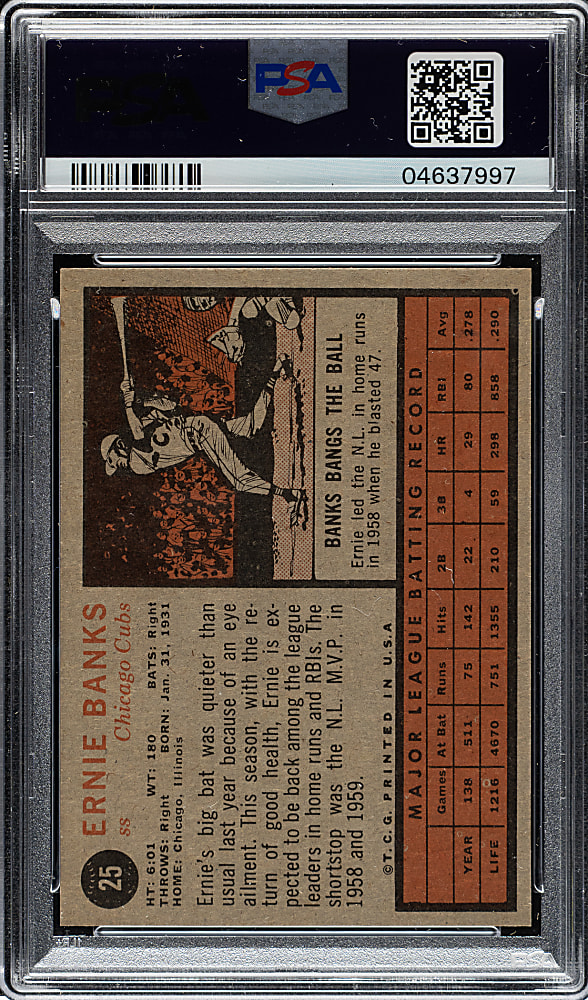 PSA
04637997
25
ERNIE BANKS
ss
Chicago Cubs
HT: 6:01 WT: 180 BATS: Right
THROWS: Right BORN: Jan. 31, 1931
HOME: Chicago, Illinois
Ernie's big bat was quieter than
usual last year because of an eye
ailment. This season, with the re-
turn of good health, Ernie is ex-
pected to be back among the league
leaders in home runs and RBIs. The
shortstop was the N.L. M.V.P. in
1958 and 1959.
©T.C.G. PRINTED IN U.S.A
C
BANKS BANGS THE BALL
Ernie led the N.L. in home runs
in 1958 when he blasted 47.
MAJOR LEAGUE BATTING RECORD
Games At Bat Runs Hits 2B 3B HR RBI Avg
YEAR 138 511 75 142 22 4 29 80 .278
LIFE 1216 4670 751 1355 210 59 298 858 .290